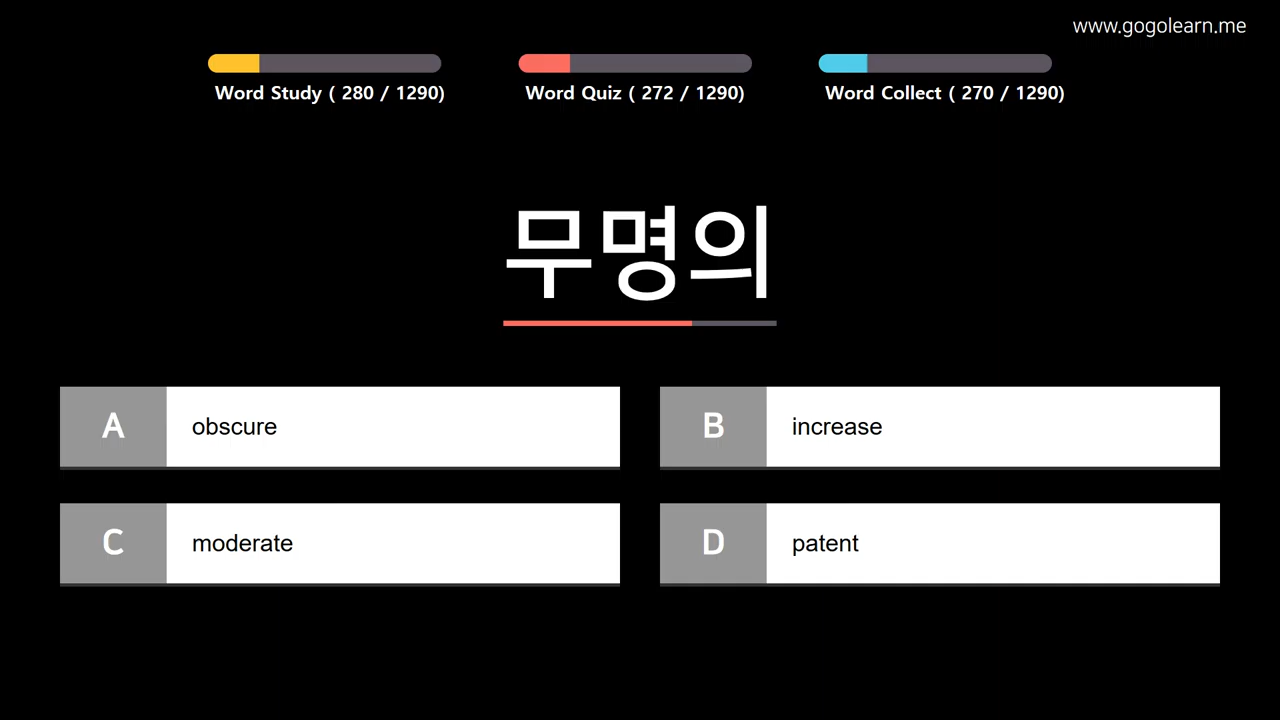 www.gogolearn.me
Word Study ( 280 / 1290)
Word Quiz ( 272 / 1290)
Word Collect ( 270 / 1290)
무명의
A obscure
B increase
C moderate
D patent